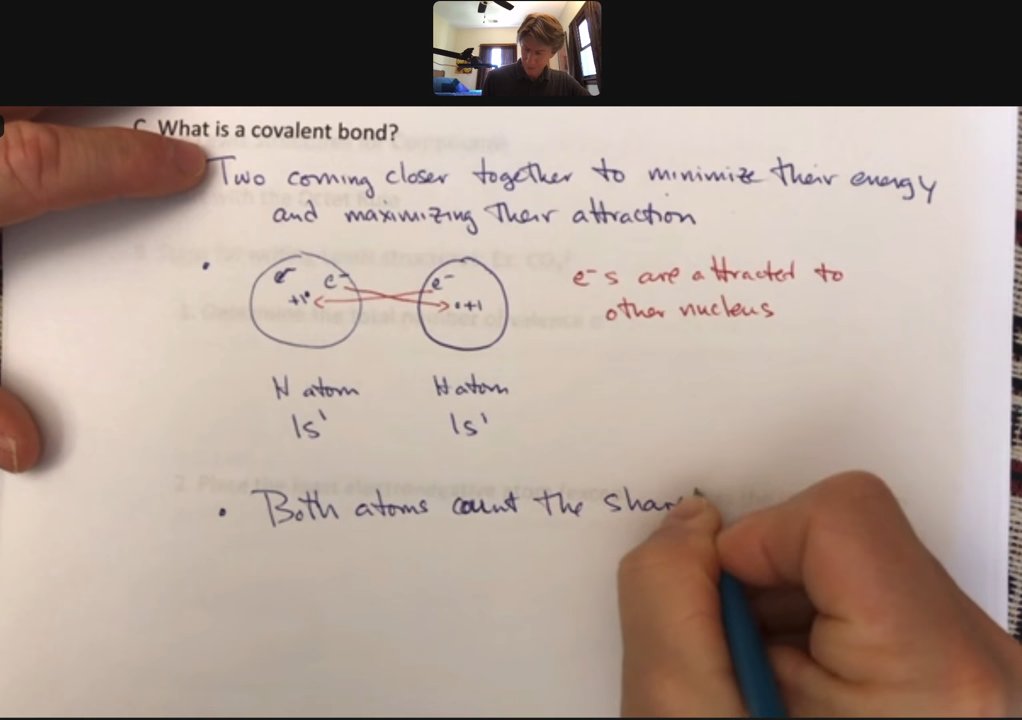 C. What is a covalent bond?
Two coming closer together to minimize their energy
and maximizing their attraction
e⁻ e⁻ e⁻
+1 +1
e⁻s are attracted to
other nucleus
H atom H atom
1s¹ 1s¹
• Both atoms count the shar